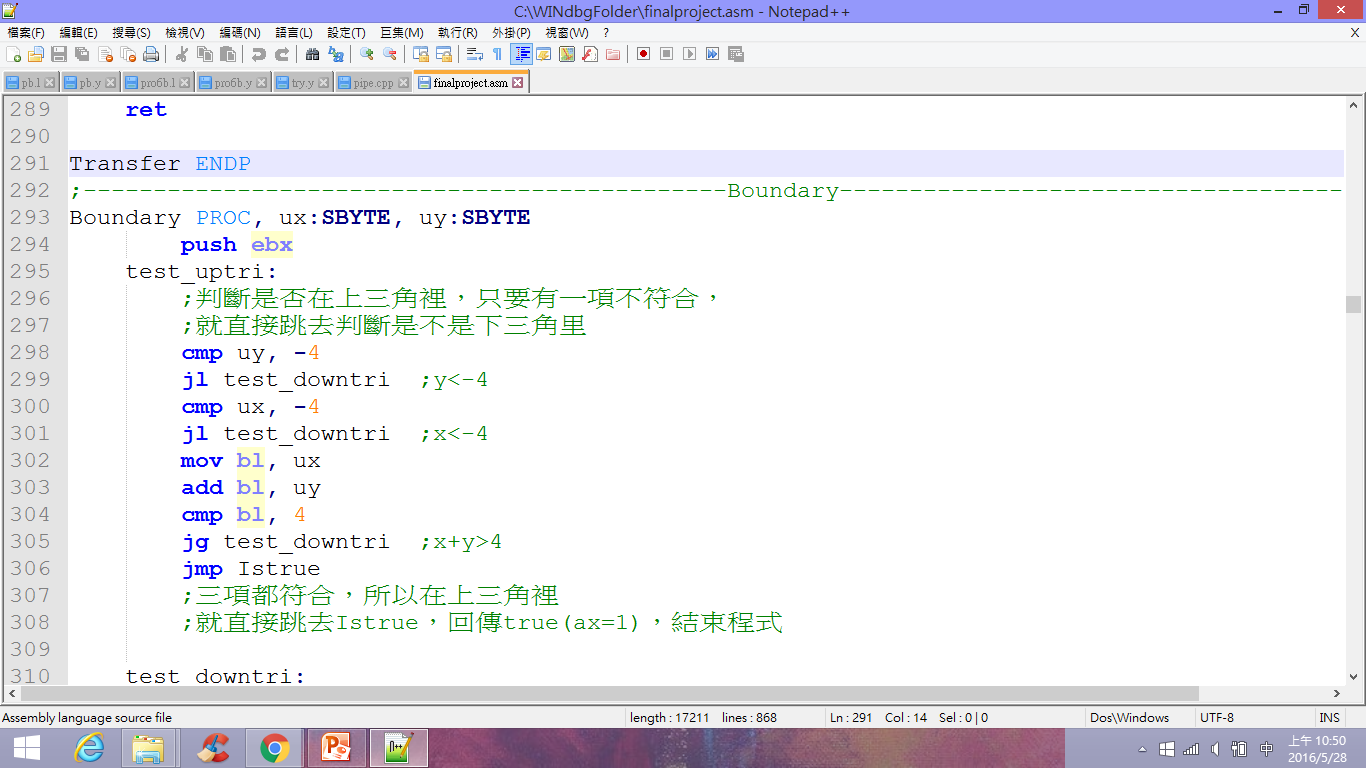 C:\WINdbgFolder\finalproject.asm - Notepad++
檔案(F) 編輯(E) 搜尋(S) 檢視(V) 編碼(N) 語言(L) 設定(T) 巨集(M) 執行(R) 外掛(P) 視窗(W) ? X
pb.l pb.y pro6b.l pro6b.y try.y pipe.cpp finalproject.asm
289 ret
290
291 Transfer ENDP
292 ;----------------------------------------------Boundary------------------------------------
293 Boundary PROC, ux:SBYTE, uy:SBYTE
294 push ebx
295 test_uptri:
296 ;判斷是否在上三角裡，只要有一項不符合，
297 ;就直接跳去判斷是不是下三角里
298 cmp uy, -4
299 jl test_downtri ;y<-4
300 cmp ux, -4
301 jl test_downtri ;x<-4
302 mov bl, ux
303 add bl, uy
304 cmp bl, 4
305 jg test_downtri ;x+y>4
306 jmp Istrue
307 ;三項都符合，所以在上三角裡
308 ;就直接跳去Istrue，回傳true(ax=1)，結束程式
309
310 test_downtri:
Assembly language source file length : 17211 lines : 868 Ln : 291 Col : 14 Sel : 0 | 0 Dos\Windows UTF-8 INS
中 上午 10:50
2016/5/28